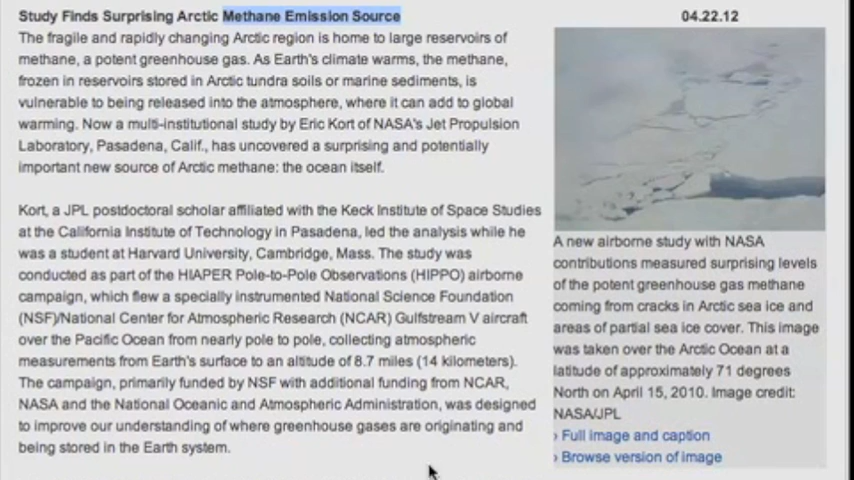 Study Finds Surprising Arctic Methane Emission Source
The fragile and rapidly changing Arctic region is home to large reservoirs of
methane, a potent greenhouse gas. As Earth's climate warms, the methane,
frozen in reservoirs stored in Arctic tundra soils or marine sediments, is
vulnerable to being released into the atmosphere, where it can add to global
warming. Now a multi-institutional study by Eric Kort of NASA's Jet Propulsion
Laboratory, Pasadena, Calif., has uncovered a surprising and potentially
important new source of Arctic methane: the ocean itself.
Kort, a JPL postdoctoral scholar affiliated with the Keck Institute of Space Studies
at the California Institute of Technology in Pasadena, led the analysis while he
was a student at Harvard University, Cambridge, Mass. The study was
conducted as part of the HIAPER Pole-to-Pole Observations (HIPPO) airborne
campaign, which flew a specially instrumented National Science Foundation
(NSF)/National Center for Atmospheric Research (NCAR) Gulfstream V aircraft
over the Pacific Ocean from nearly pole to pole, collecting atmospheric
measurements from Earth's surface to an altitude of 8.7 miles (14 kilometers).
The campaign, primarily funded by NSF with additional funding from NCAR,
NASA and the National Oceanic and Atmospheric Administration, was designed
to improve our understanding of where greenhouse gases are originating and
being stored in the Earth system.
04.22.12
A new airborne study with NASA
contributions measured surprising levels
of the potent greenhouse gas methane
coming from cracks in Arctic sea ice and
areas of partial sea ice cover. This image
was taken over the Arctic Ocean at a
latitude of approximately 71 degrees
North on April 15, 2010. Image credit:
NASA/JPL
› Full image and caption
› Browse version of image